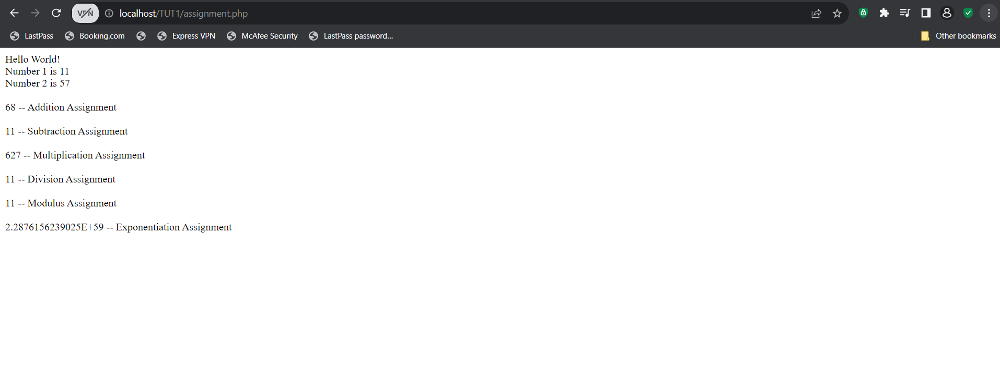 VPN localhost/TUT1/assignment.php
LastPass Booking.com Express VPN McAfee Security LastPass password... Other bookmarks
Hello World!
Number 1 is 11
Number 2 is 57
68 -- Addition Assignment
11 -- Subtraction Assignment
627 -- Multiplication Assignment
11 -- Division Assignment
11 -- Modulus Assignment
2.2876156239025E+59 -- Exponentiation Assignment